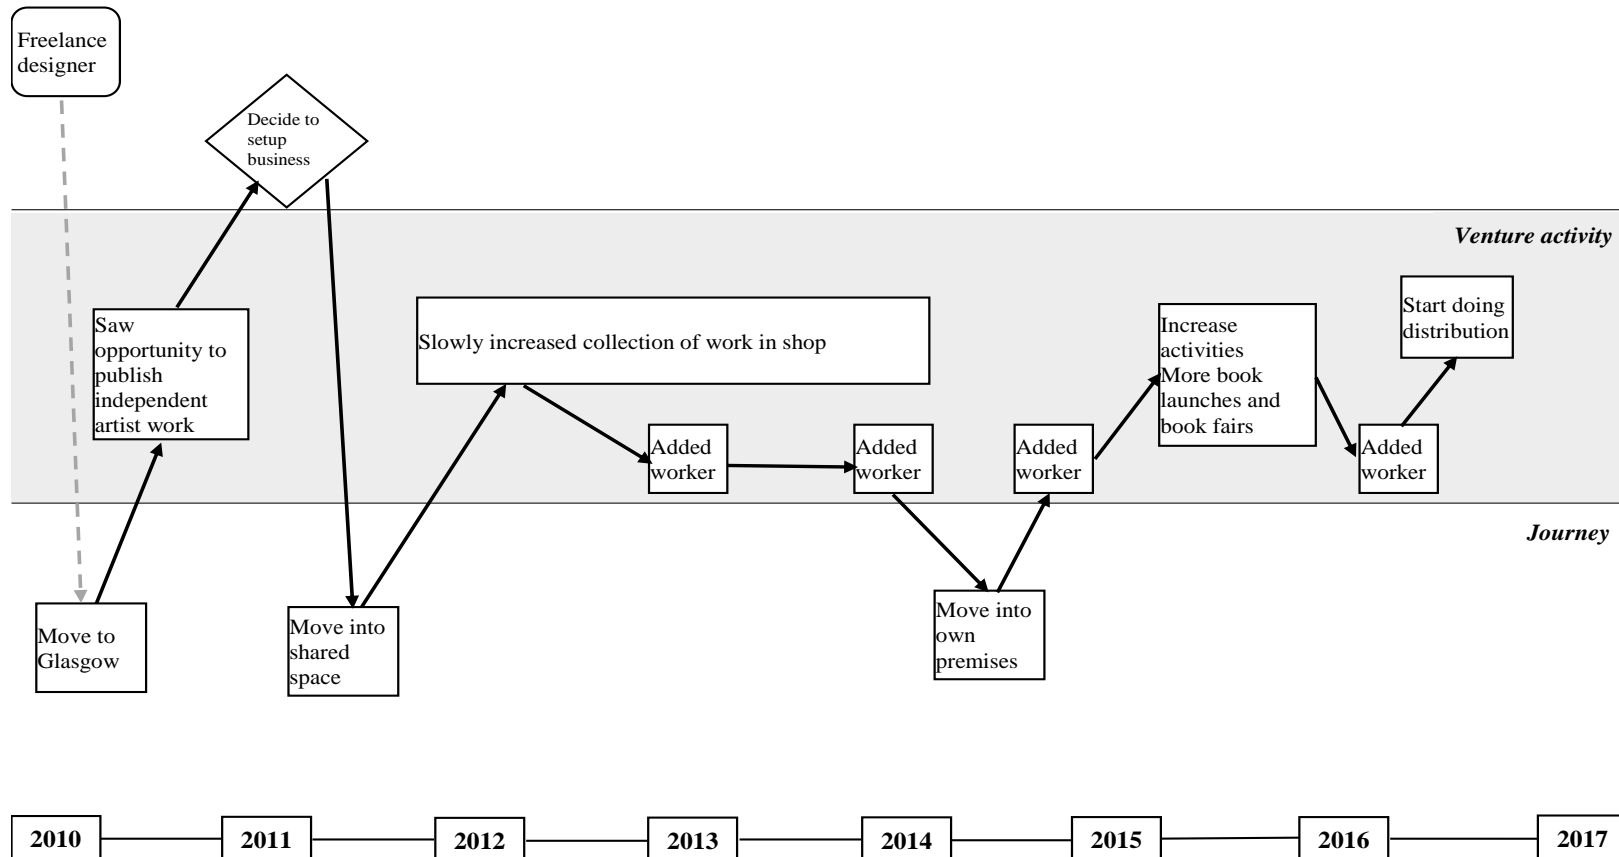 Freelance
designer
Decide to
setup
business
Venture activity
Saw
opportunity to
publish
independent
artist work
Slowly increased collection of work in shop
Increase
activities
More book
launches and
book fairs
Start doing
distribution
Added
worker
Added
worker
Added
worker
Added
worker
Journey
Move to
Glasgow
Move into
shared
space
Move into
own
premises
2010
2011
2012
2013
2014
2015
2016
2017